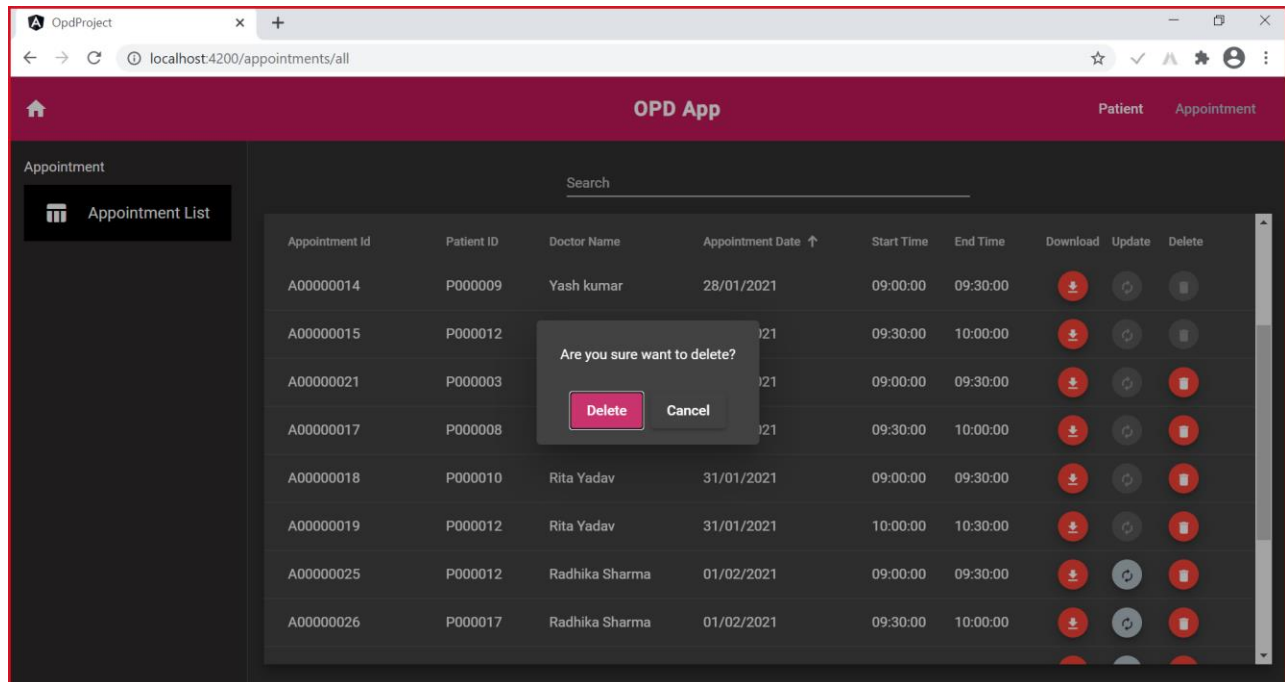 OpdProject
localhost:4200/appointments/all
OPD App Patient Appointment
Appointment
Appointment List
Search
Appointment Id Patient ID Doctor Name Appointment Date Start Time End Time Download Update Delete
A00000014 P000009 Yash kumar 28/01/2021 09:00:00 09:30:00
A00000015 P000012 021 09:30:00 10:00:00
A00000021 P000003 021 09:00:00 09:30:00
A00000017 P000008 021 09:30:00 10:00:00
Are you sure want to delete?
Delete Cancel
A00000018 P000010 Rita Yadav 31/01/2021 09:00:00 09:30:00
A00000019 P000012 Rita Yadav 31/01/2021 10:00:00 10:30:00
A00000025 P000012 Radhika Sharma 01/02/2021 09:00:00 09:30:00
A00000026 P000017 Radhika Sharma 01/02/2021 09:30:00 10:00:00